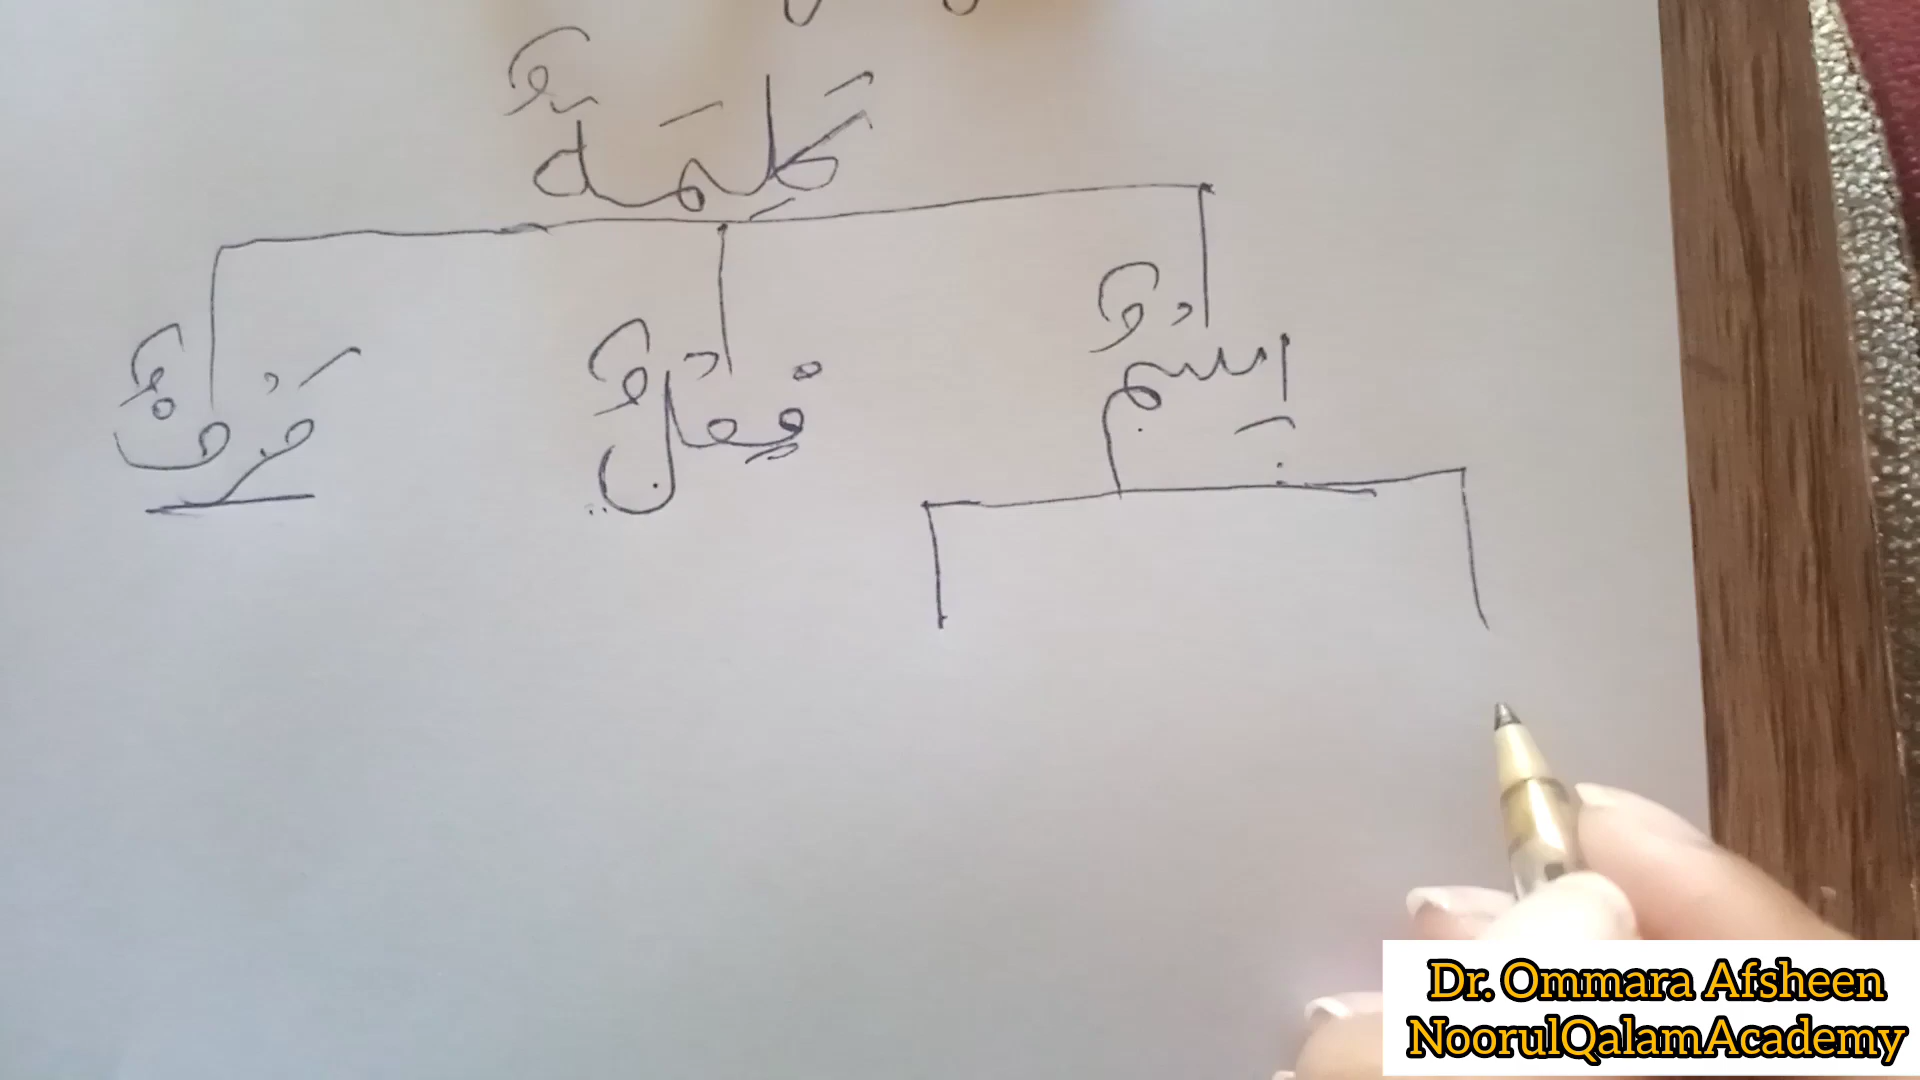 كَلِمَةٌ
اِسْمٌ فِعْلٌ حَرْفٌ
Dr. Ommara Afsheen
NoorulQalamAcademy